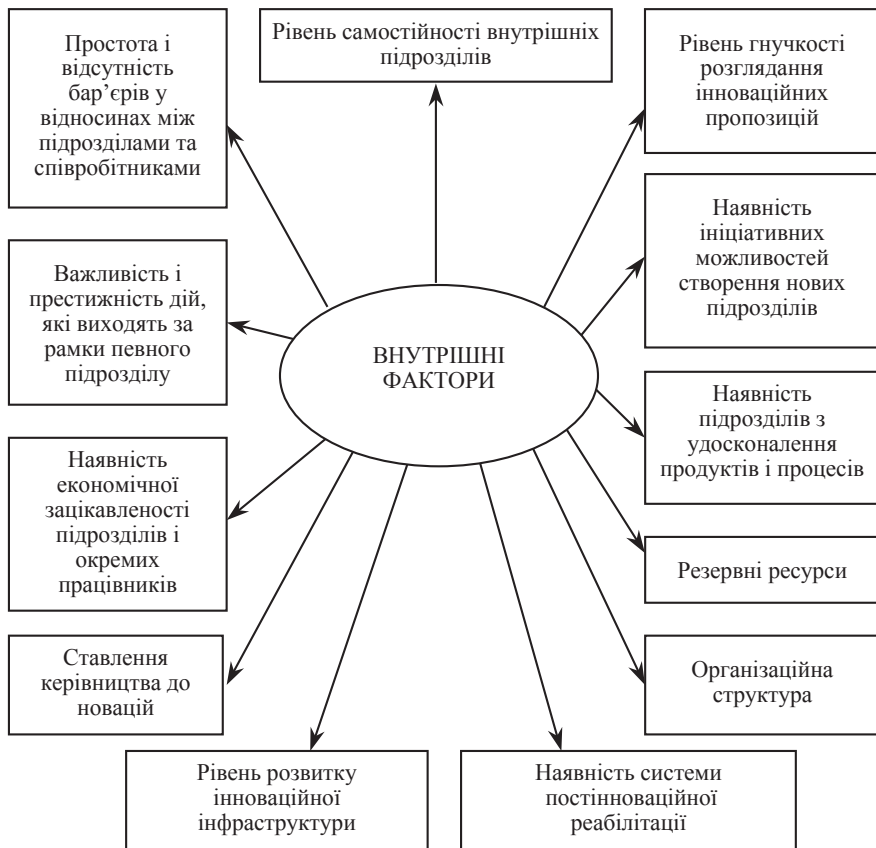 Простота і
відсутність
бар’єрів у
відносинах між
підрозділами та
співробітниками
Рівень самостійності внутрішніх
підрозділів
Рівень гнучкості
розглядання
інноваційних
пропозицій
Наявність
ініціативних
можливостей
створення нових
підрозділів
Важливість і
престижність дій,
які виходять за
рамки певного
підрозділу
ВНУТРІШНІ
ФАКТОРИ
Наявність
підрозділів з
удосконалення
продуктів і процесів
Наявність
економічної
зацікавленості
підрозділів і
окремих
працівників
Резервні ресурси
Ставлення
керівництва до
новацій
Організаційна
структура
Рівень розвитку
інноваційної
інфраструктури
Наявність системи
постінноваційної
реабілітації